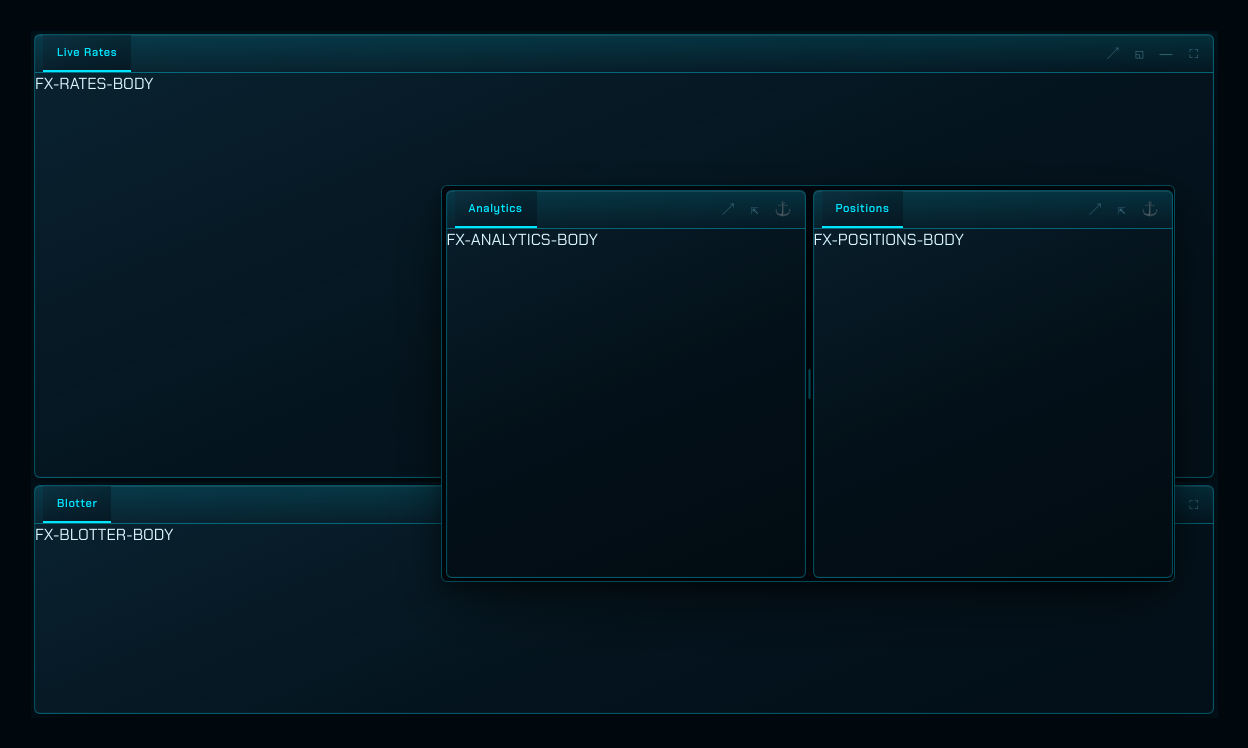 Live Rates
FX-RATES-BODY
Analytics
Positions
FX-ANALYTICS-BODY
FX-POSITIONS-BODY
Blotter
FX-BLOTTER-BODY